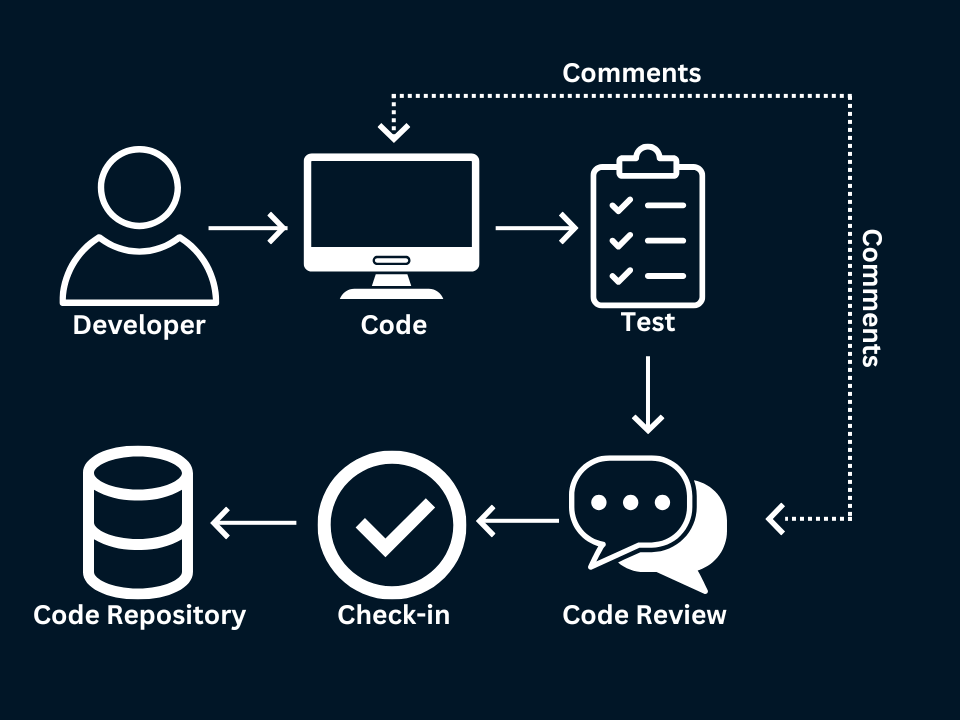 Comments
Developer
Code
Test
Comments
Code Repository
Check-in
Code Review